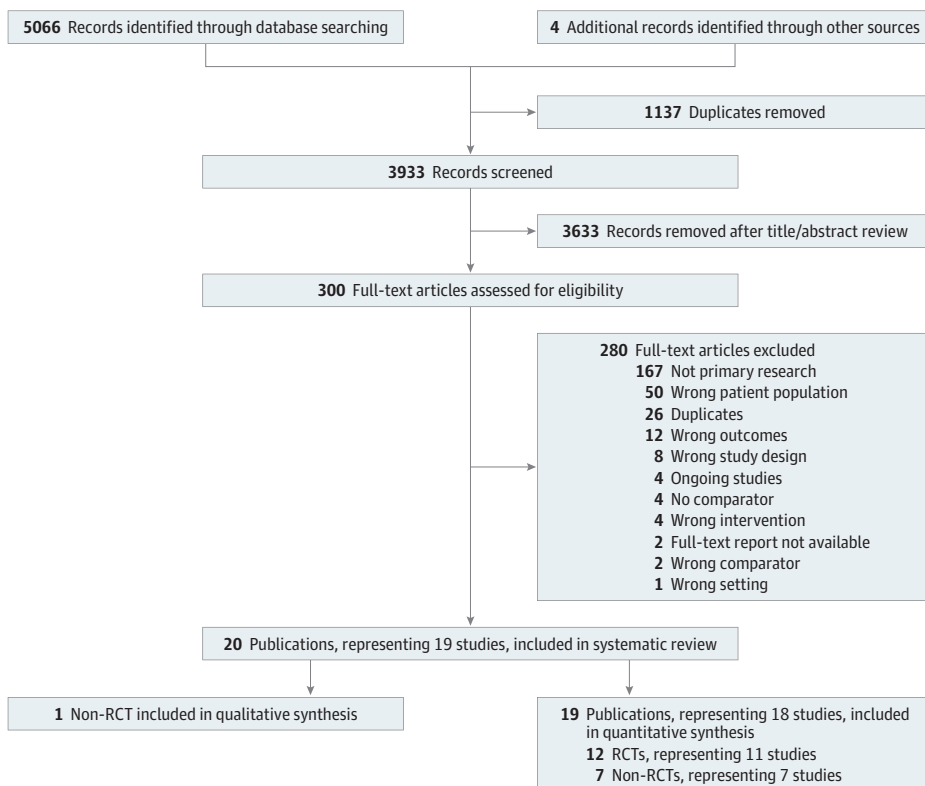 5066 Records identified through database searching
4 Additional records identified through other sources
1137 Duplicates removed
3933 Records screened
3633 Records removed after title/abstract review
300 Full-text articles assessed for eligibility
280 Full-text articles excluded
167 Not primary research
50 Wrong patient population
26 Duplicates
12 Wrong outcomes
8 Wrong study design
4 Ongoing studies
4 No comparator
4 Wrong intervention
2 Full-text report not available
2 Wrong comparator
1 Wrong setting
20 Publications, representing 19 studies, included in systematic review
1 Non-RCT included in qualitative synthesis
19 Publications, representing 18 studies, included
in quantitative synthesis
12 RCTs, representing 11 studies
7 Non-RCTs, representing 7 studies